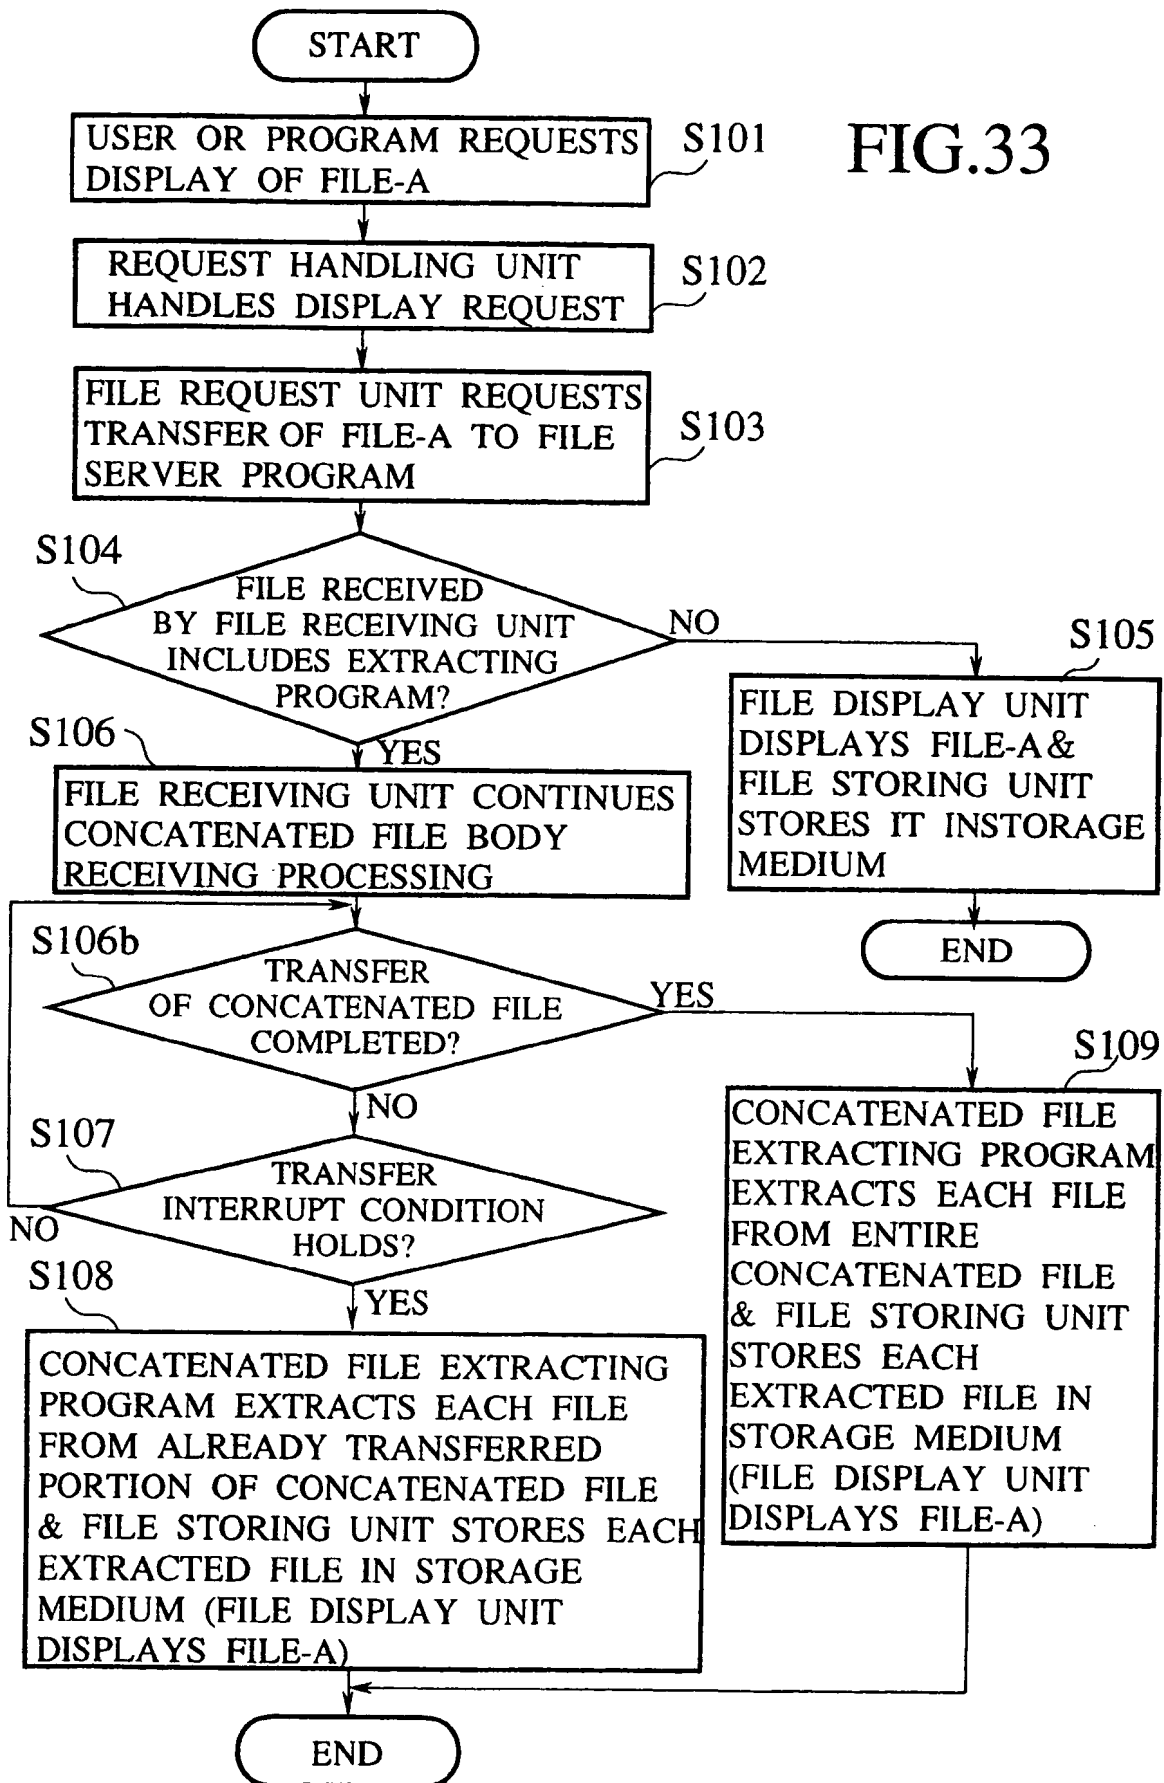 START
FIG.33
USER OR PROGRAM REQUESTS
DISPLAY OF FILE-A
S101
REQUEST HANDLING UNIT
HANDLES DISPLAY REQUEST
S102
FILE REQUEST UNIT REQUESTS
TRANSFER OF FILE-A TO FILE
SERVER PROGRAM
S103
S104
FILE RECEIVED
BY FILE RECEIVING UNIT
INCLUDES EXTRACTING
PROGRAM?
NO
YES
S105
FILE DISPLAY UNIT
DISPLAYS FILE-A &
FILE STORING UNIT
STORES IT INSTORAGE
MEDIUM
END
S106
FILE RECEIVING UNIT CONTINUES
CONCATENATED FILE BODY
RECEIVING PROCESSING
S106b
TRANSFER
OF CONCATENATED FILE
COMPLETED?
YES
NO
S107
TRANSFER
INTERRUPT CONDITION
HOLDS?
NO
YES
S109
CONCATENATED FILE
EXTRACTING PROGRAM
EXTRACTS EACH FILE
FROM ENTIRE
CONCATENATED FILE
& FILE STORING UNIT
STORES EACH
EXTRACTED FILE IN
STORAGE MEDIUM
(FILE DISPLAY UNIT
DISPLAYS FILE-A)
S108
CONCATENATED FILE EXTRACTING
PROGRAM EXTRACTS EACH FILE
FROM ALREADY TRANSFERRED
PORTION OF CONCATENATED FILE
& FILE STORING UNIT STORES EACH
EXTRACTED FILE IN STORAGE
MEDIUM (FILE DISPLAY UNIT
DISPLAYS FILE-A)
END